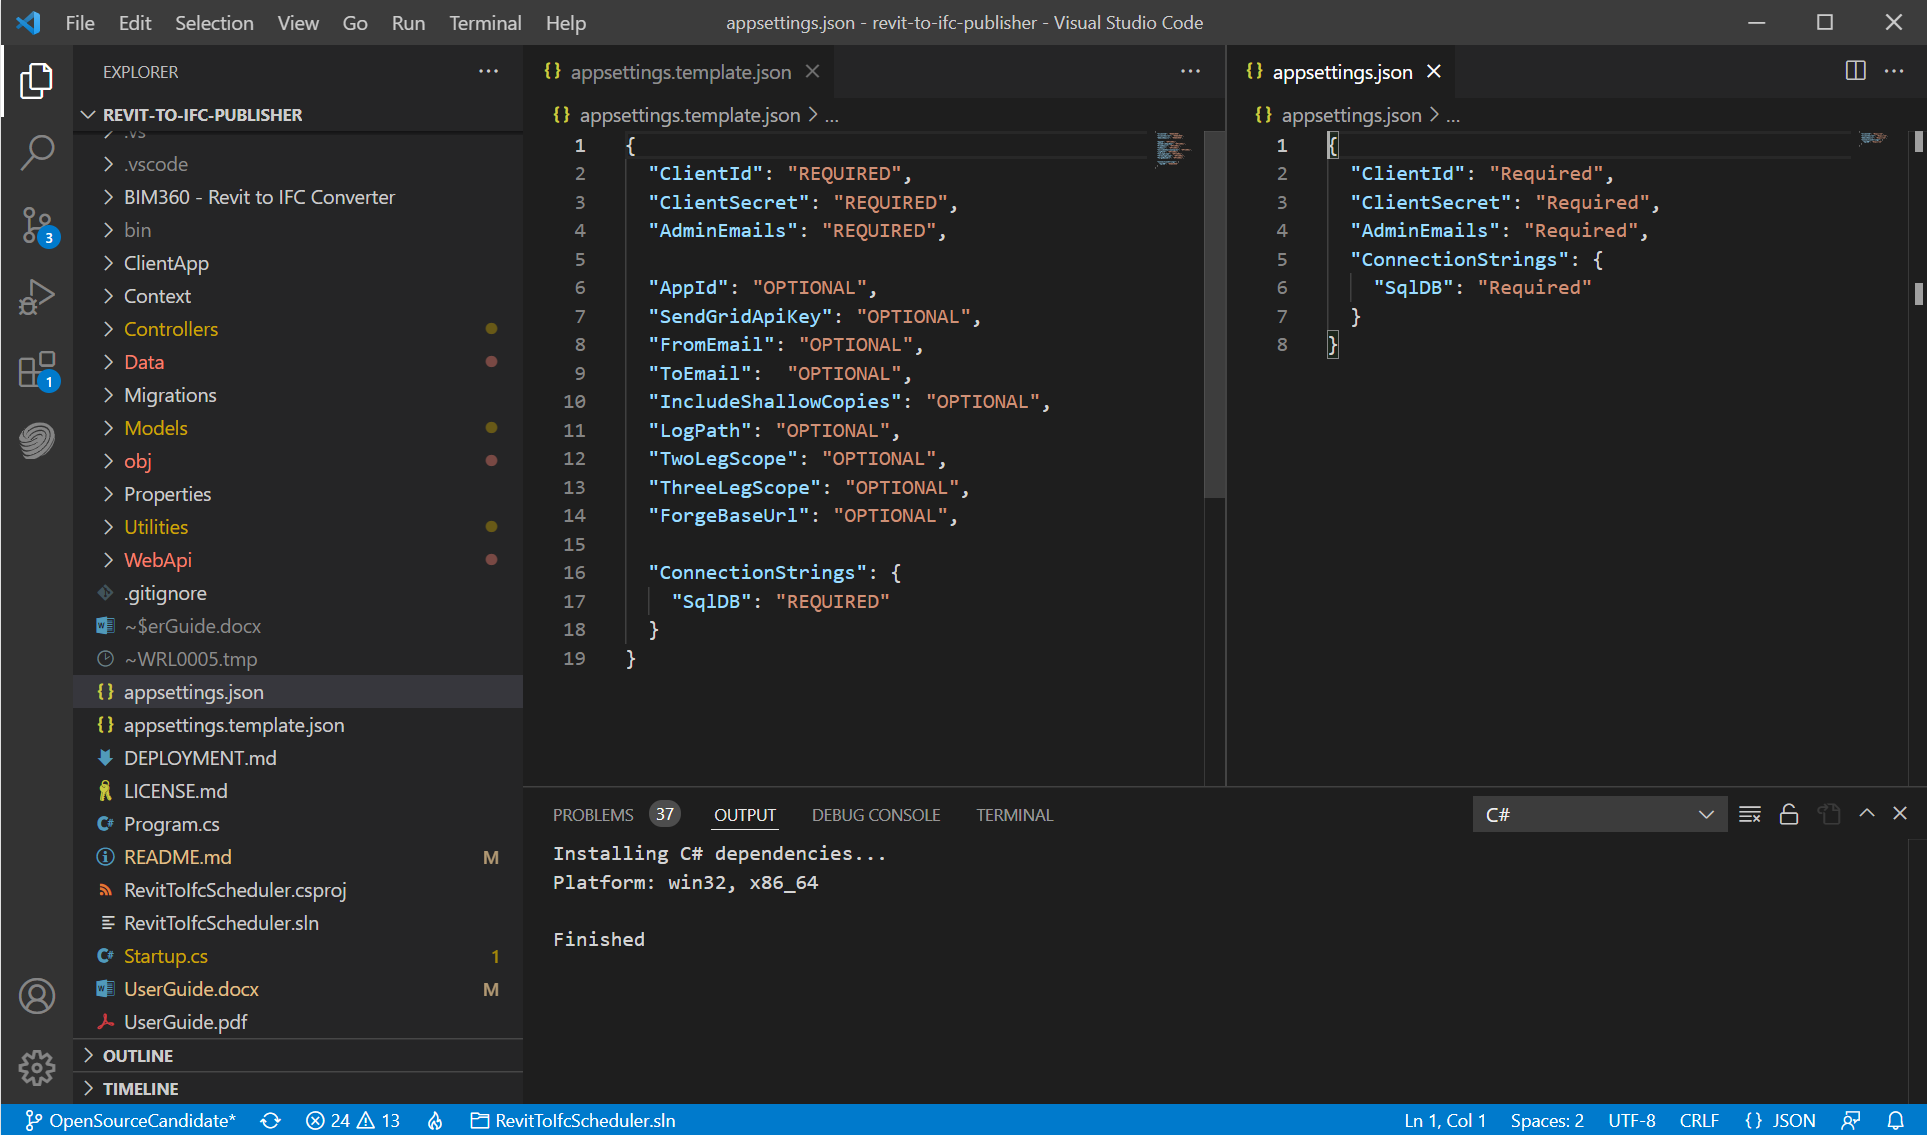 File Edit Selection View Go Run Terminal Help
appsettings.json - revit-to-ifc-publisher - Visual Studio Code
EXPLORER
REVIT-TO-IFC-PUBLISHER
.vs
.vscode
BIM360 - Revit to IFC Converter
bin
ClientApp
Context
Controllers
Data
Migrations
Models
obj
Properties
Utilities
WebApi
.gitignore
~$erGuide.docx
~WRL0005.tmp
appsettings.json
appsettings.template.json
DEPLOYMENT.md
LICENSE.md
Program.cs
README.md M
RevitToIfcScheduler.csproj
RevitToIfcScheduler.sln
Startup.cs 1
UserGuide.docx M
UserGuide.pdf
OUTLINE
TIMELINE
3
1
{} appsettings.template.json
{} appsettings.template.json > ...
1 {
2 "ClientId": "REQUIRED",
3 "ClientSecret": "REQUIRED",
4 "AdminEmails": "REQUIRED",
5
6 "AppId": "OPTIONAL",
7 "SendGridApiKey": "OPTIONAL",
8 "FromEmail": "OPTIONAL",
9 "ToEmail":  "OPTIONAL",
10 "IncludeShallowCopies": "OPTIONAL",
11 "LogPath": "OPTIONAL",
12 "TwoLegScope": "OPTIONAL",
13 "ThreeLegScope": "OPTIONAL",
14 "ForgeBaseUrl": "OPTIONAL",
15
16 "ConnectionStrings": {
17 "SqlDB": "REQUIRED"
18 }
19 }
{} appsettings.json
{} appsettings.json > ...
1 {
2 "ClientId": "Required",
3 "ClientSecret": "Required",
4 "AdminEmails": "Required",
5 "ConnectionStrings": {
6 "SqlDB": "Required"
7 }
8 }
PROBLEMS 37 OUTPUT DEBUG CONSOLE TERMINAL C#
Installing C# dependencies...
Platform: win32, x86_64
Finished
OpenSourceCandidate* 24 13 RevitToIfcScheduler.sln Ln 1, Col 1 Spaces: 2 UTF-8 CRLF {} JSON